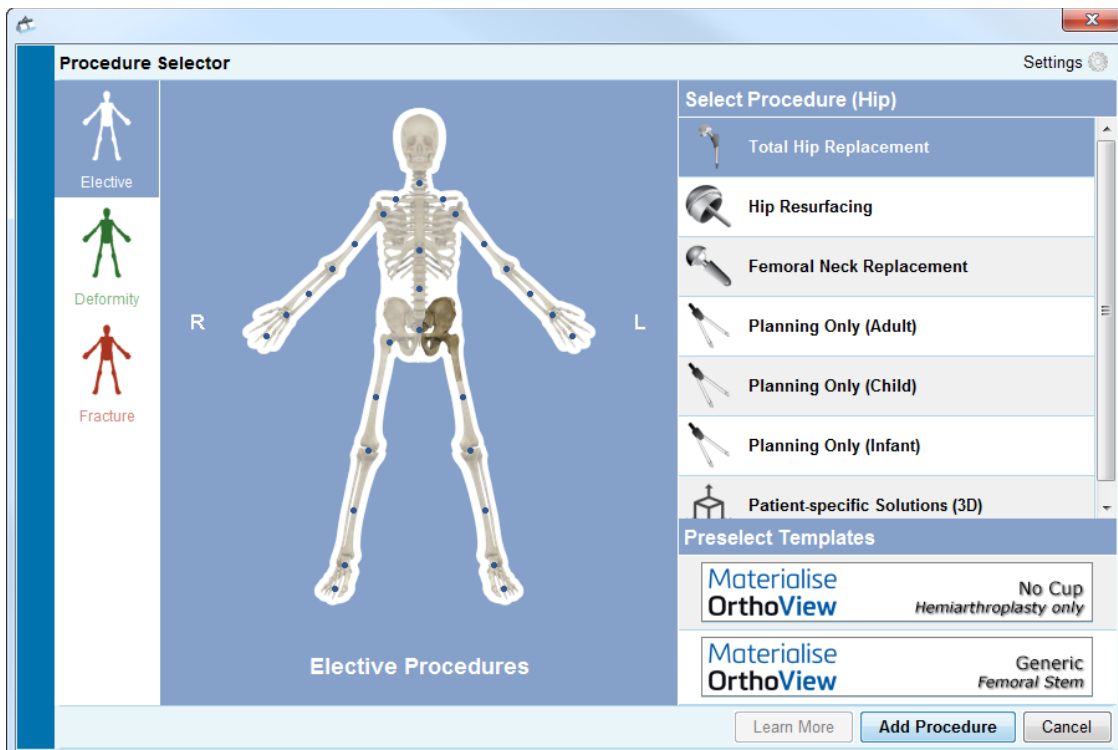 Procedure Selector
Settings
Elective
Deformity
Fracture
R
L
Elective Procedures
Select Procedure (Hip)
Total Hip Replacement
Hip Resurfacing
Femoral Neck Replacement
Planning Only (Adult)
Planning Only (Child)
Planning Only (Infant)
Patient-specific Solutions (3D)
Preselect Templates
Materialise
OrthoView
No Cup
Hemiarthroplasty only
Materialise
OrthoView
Generic
Femoral Stem
Learn More
Add Procedure
Cancel